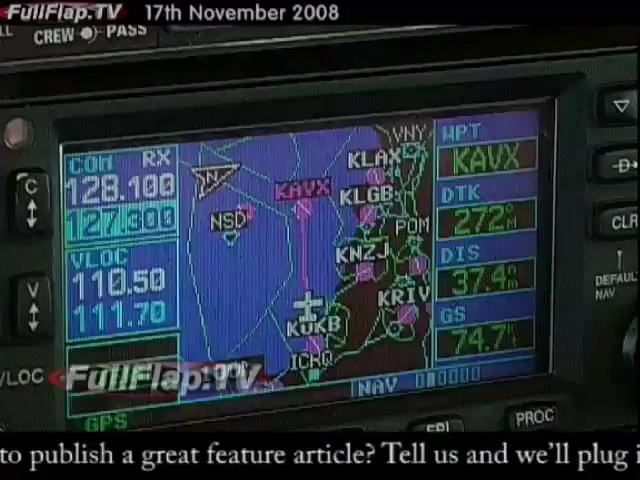 FullFlap.TV 17th November 2008
CREW PASS
COM RX
128.100
127.300
VLOC
110.50
111.70
GPS
N
VNY
KLAX
KAVX
KLGB
NSD
POM
KNZJ
KRIV
KOKB
NAV
WPT
KAVX
DTK
272°M
DIS
37.4
GS
74.7
C
V
VLOC
D
CLR
DEFAULT
NAV
FPL
PROC
FullFlap.TV
to publish a great feature article? Tell us and we'll plug i